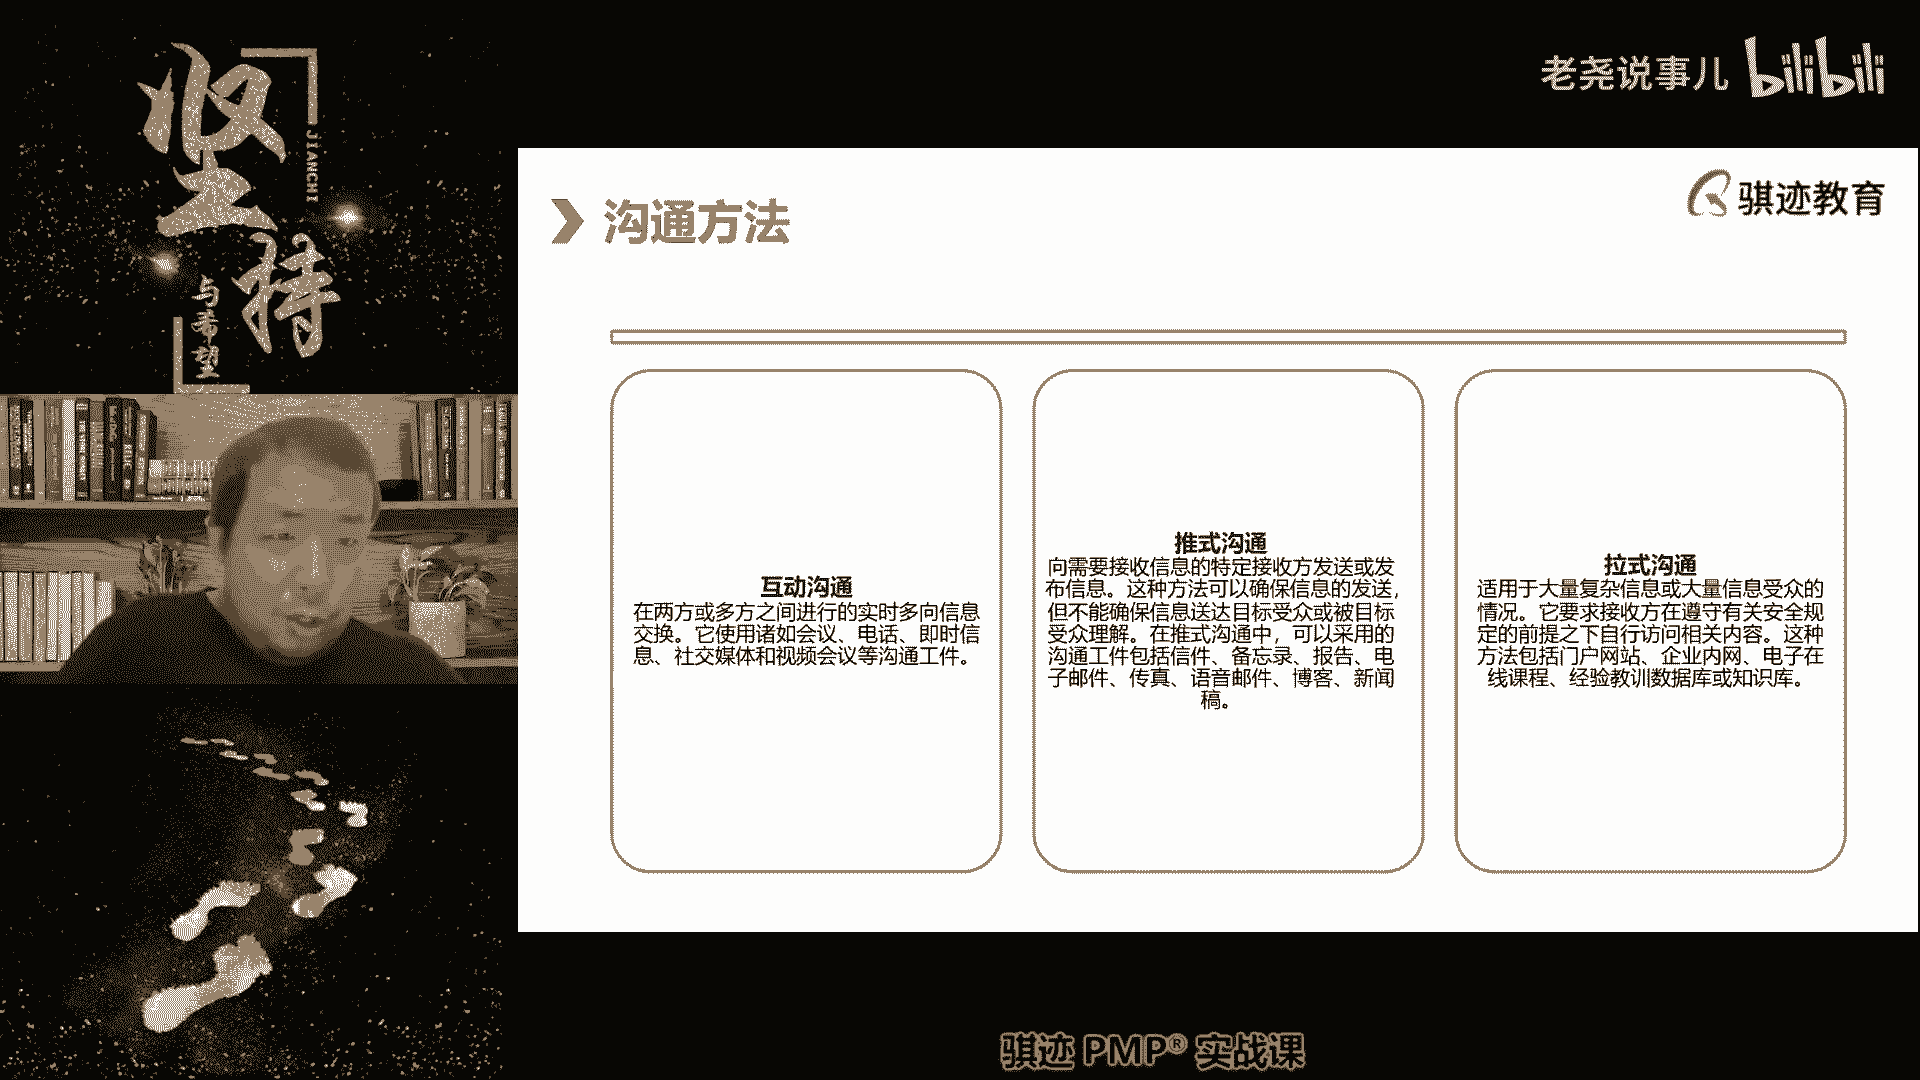 坚
JIANCHI
持
与希望
老尧说事儿 bilibili
骐迹教育
沟通方法
互动沟通
在两方或多方之间进行的实时多向信息
交换。它使用诸如会议、电话、即时信
息、社交媒体和视频会议等沟通工件。
推式沟通
向需要接收信息的特定接收方发送或发
布信息。这种方法可以确保信息的发送，
但不能确保信息送达目标受众或被目标
受众理解。在推式沟通中，可以采用的
沟通工件包括信件、备忘录、报告、电
子邮件、传真、语音邮件、博客、新闻
稿。
拉式沟通
适用于大量复杂信息或大量信息受众的
情况。它要求接收方在遵守有关安全规
定的前提之下自行访问相关内容。这种
方法包括门户网站、企业内网、电子在
线课程、经验教训数据库或知识库。
骐迹 PMP® 实战课